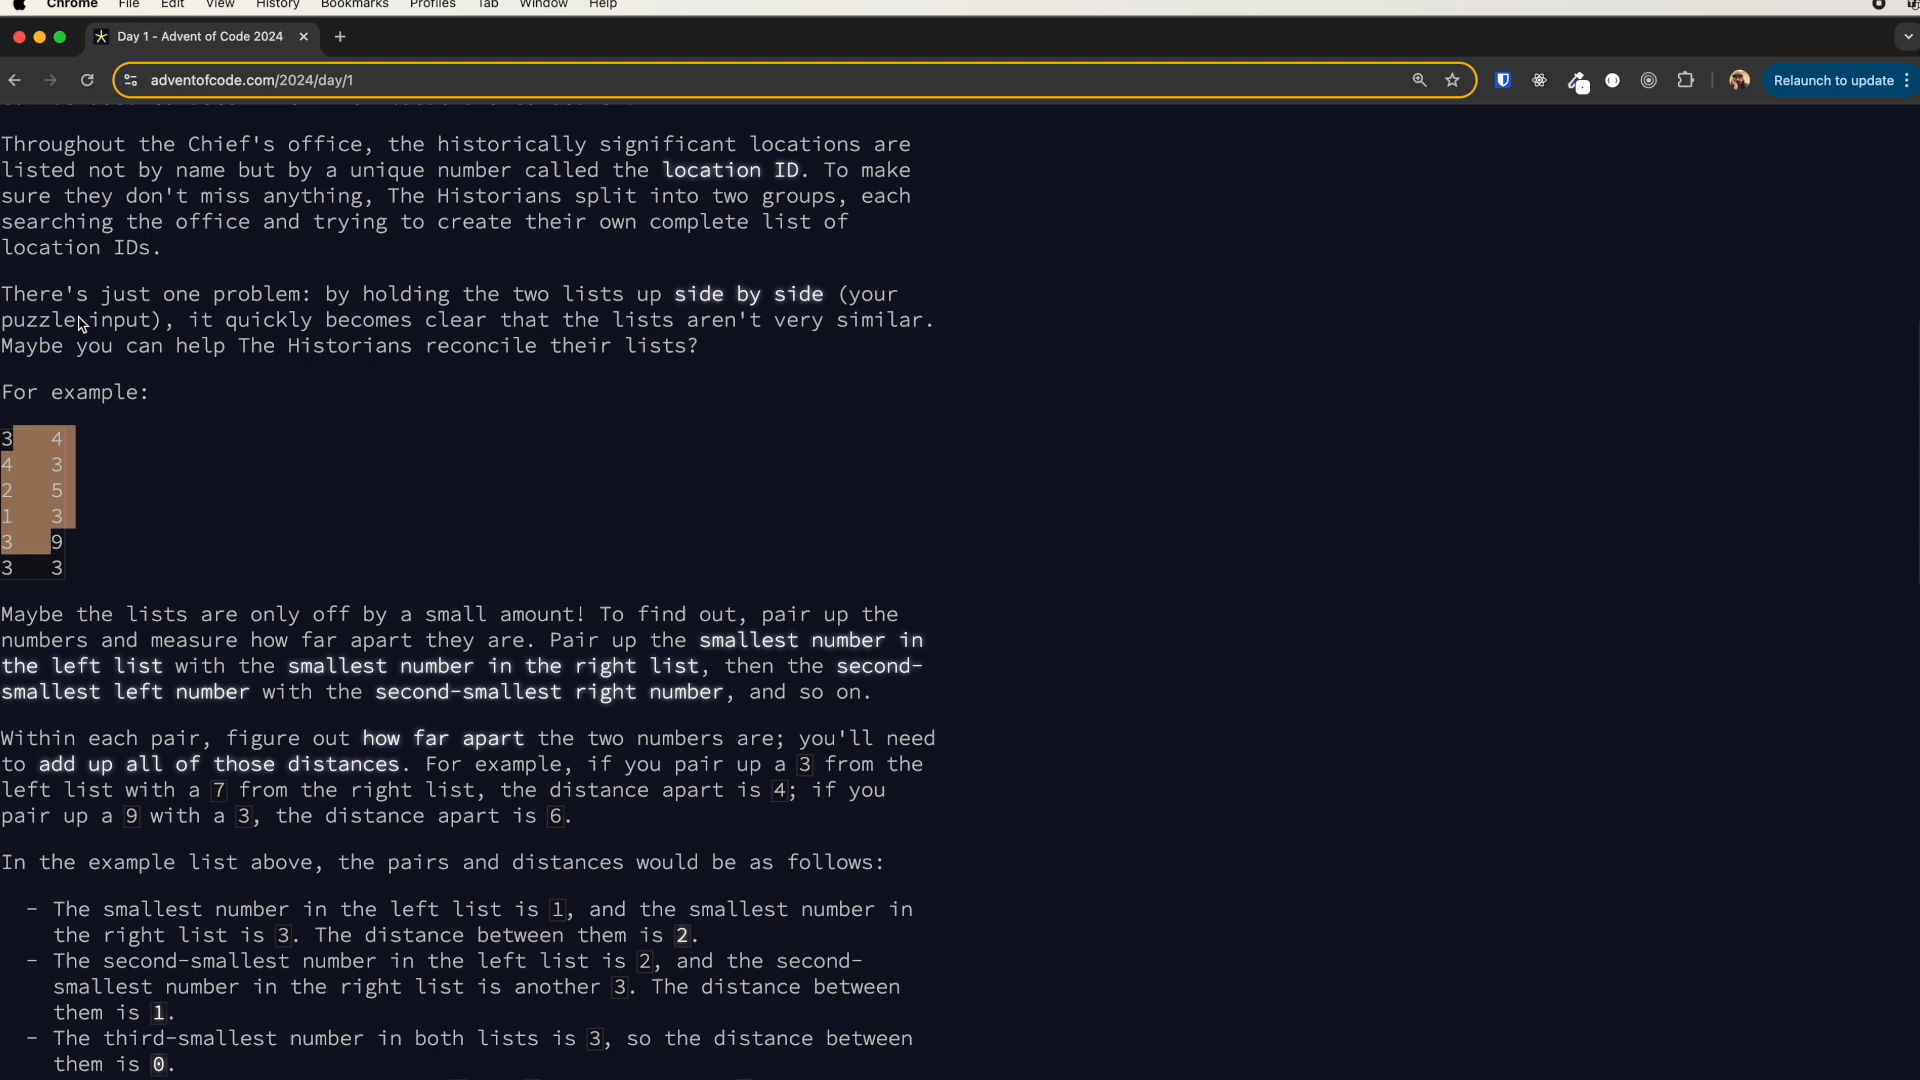 Chrome File Edit View History Bookmarks Profiles Tab Window Help
Day 1 - Advent of Code 2024
adventofcode.com/2024/day/1
Relaunch to update
Throughout the Chief's office, the historically significant locations are
listed not by name but by a unique number called the location ID. To make
sure they don't miss anything, The Historians split into two groups, each
searching the office and trying to create their own complete list of
location IDs.
There's just one problem: by holding the two lists up side by side (your
puzzle input), it quickly becomes clear that the lists aren't very similar.
Maybe you can help The Historians reconcile their lists?
For example:
3 4
4 3
2 5
1 3
3 9
3 3
Maybe the lists are only off by a small amount! To find out, pair up the
numbers and measure how far apart they are. Pair up the smallest number in
the left list with the smallest number in the right list, then the second-
smallest left number with the second-smallest right number, and so on.
Within each pair, figure out how far apart the two numbers are; you'll need
to add up all of those distances. For example, if you pair up a 3 from the
left list with a 7 from the right list, the distance apart is 4; if you
pair up a 9 with a 3, the distance apart is 6.
In the example list above, the pairs and distances would be as follows:
- The smallest number in the left list is 1, and the smallest number in
the right list is 3. The distance between them is 2.
- The second-smallest number in the left list is 2, and the second-
smallest number in the right list is another 3. The distance between
them is 1.
- The third-smallest number in both lists is 3, so the distance between
them is 0.